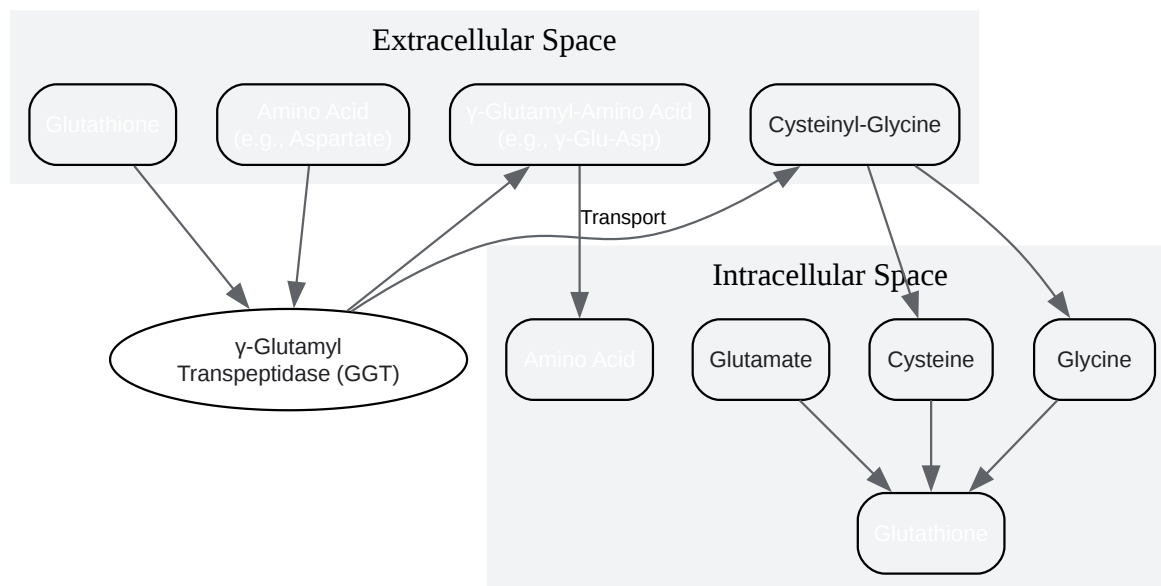 Extracellular Space
Glutathione
Amino Acid
(e.g., Aspartate)
γ-Glutamyl-Amino Acid
(e.g., γ-Glu-Asp)
Cysteinyl-Glycine
Transport
Intracellular Space
γ-Glutamyl
Transpeptidase (GGT)
Amino Acid
Glutamate
Cysteine
Glycine
Glutathione